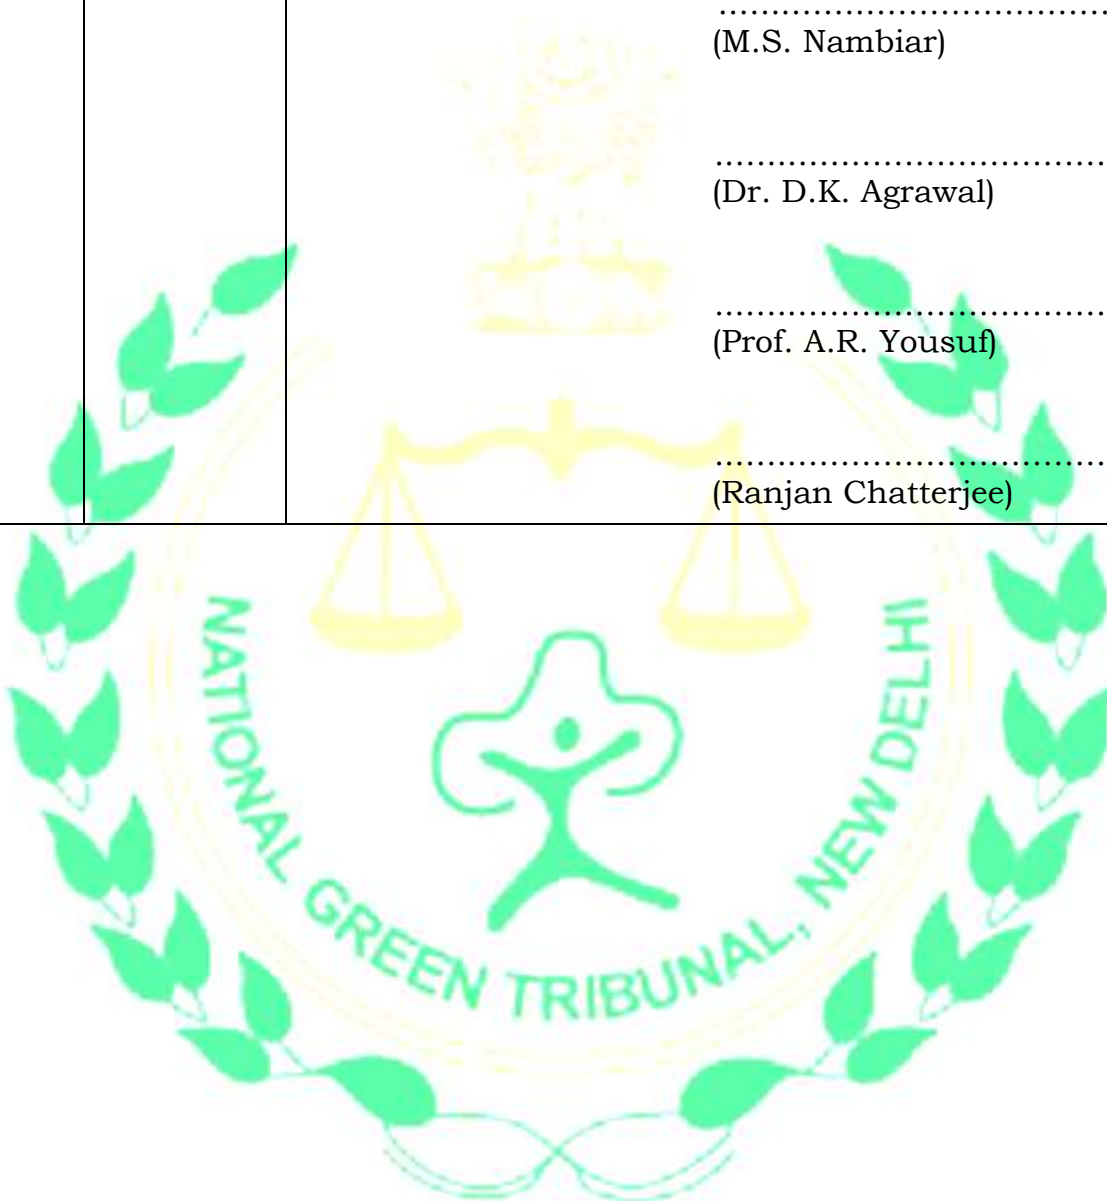 ....................................
(M.S. Nambiar)
....................................
(Dr. D.K. Agrawal)
....................................
(Prof. A.R. Yousuf)
....................................
(Ranjan Chatterjee)
NATIONAL GREEN TRIBUNAL, NEW DELHI